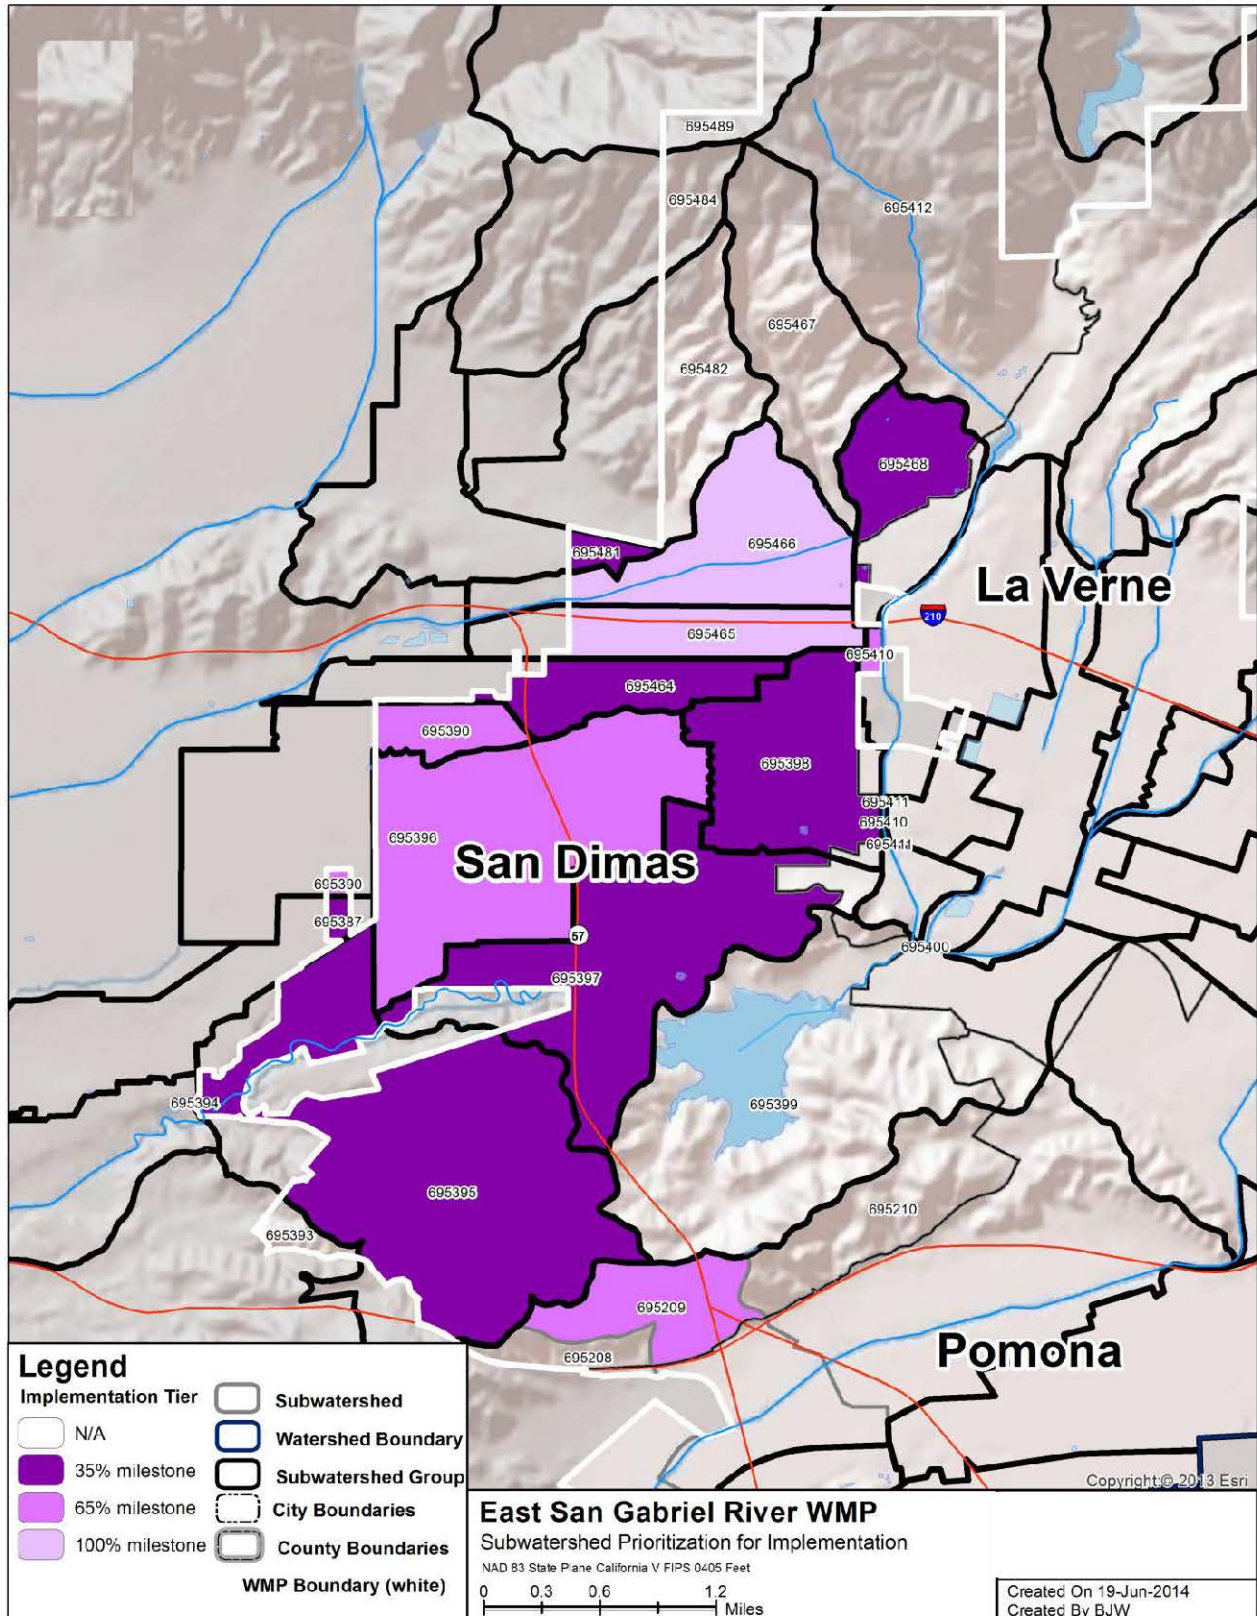 695489
695484
695412
695467
695482
695468
695466
695481
La Verne
210
695465
695410
695464
695390
695398
695411
695410
695411
695396
San Dimas
695390
695387
57
695400
695397
695394
695399
695395
695210
695393
695209
695208
Pomona
Copyright:© 2013 Esri
Legend
Implementation Tier
N/A
35% milestone
65% milestone
100% milestone
Subwatershed
Watershed Boundary
Subwatershed Group
City Boundaries
County Boundaries
WMP Boundary (white)
East San Gabriel River WMP
Subwatershed Prioritization for Implementation
NAD 83 State Plane California V FIPS 0405 Feet
0 0.3 0.6 1.2
Miles
Created On 19-Jun-2014
Created By BJW